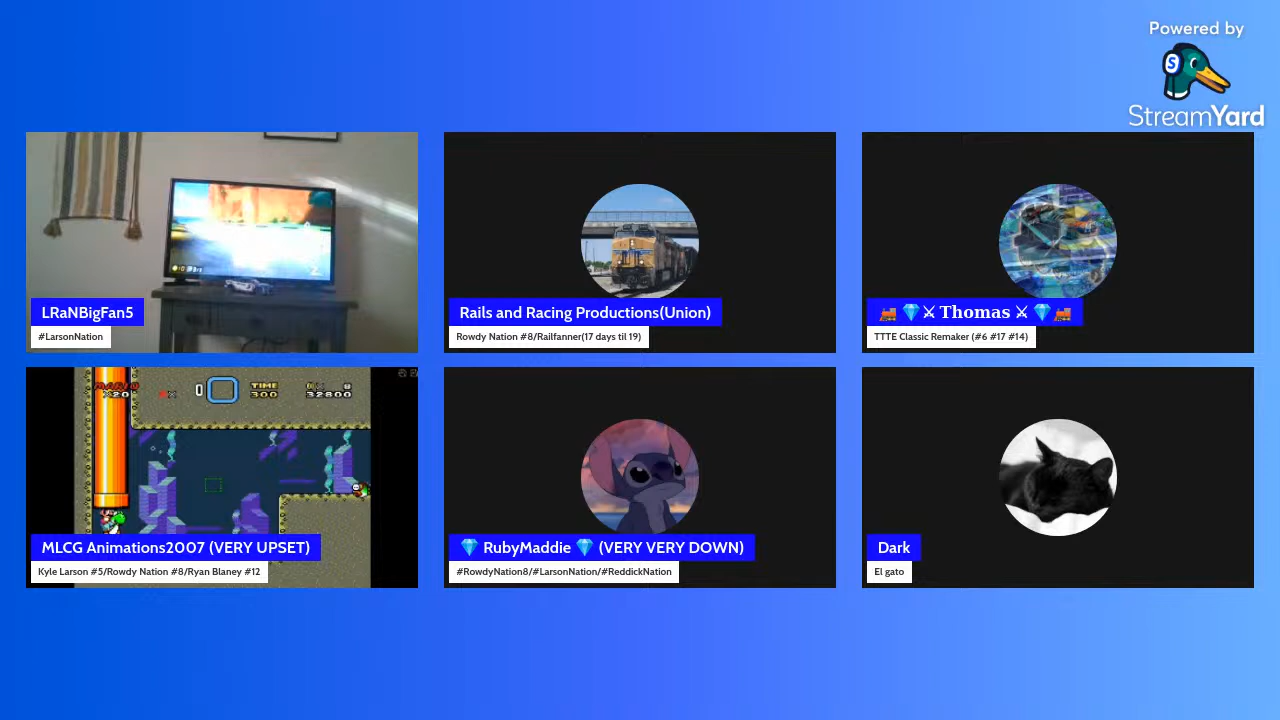 Powered by
S
StreamYard
LRaNBigFan5
#LarsonNation
Rails and Racing Productions(Union)
Rowdy Nation #8/Railfanner(17 days til 19)
🚂 💎⚔ Thomas ⚔ 💎🚂
TTTE Classic Remaker (#6 #17 #14)
MARIO
×20
0
TIME
300
8
32800
MLCG Animations2007 (VERY UPSET)
Kyle Larson #5/Rowdy Nation #8/Ryan Blaney #12
💎 RubyMaddie 💎 (VERY VERY DOWN)
#RowdyNation8/#LarsonNation/#ReddickNation
Dark
El gato